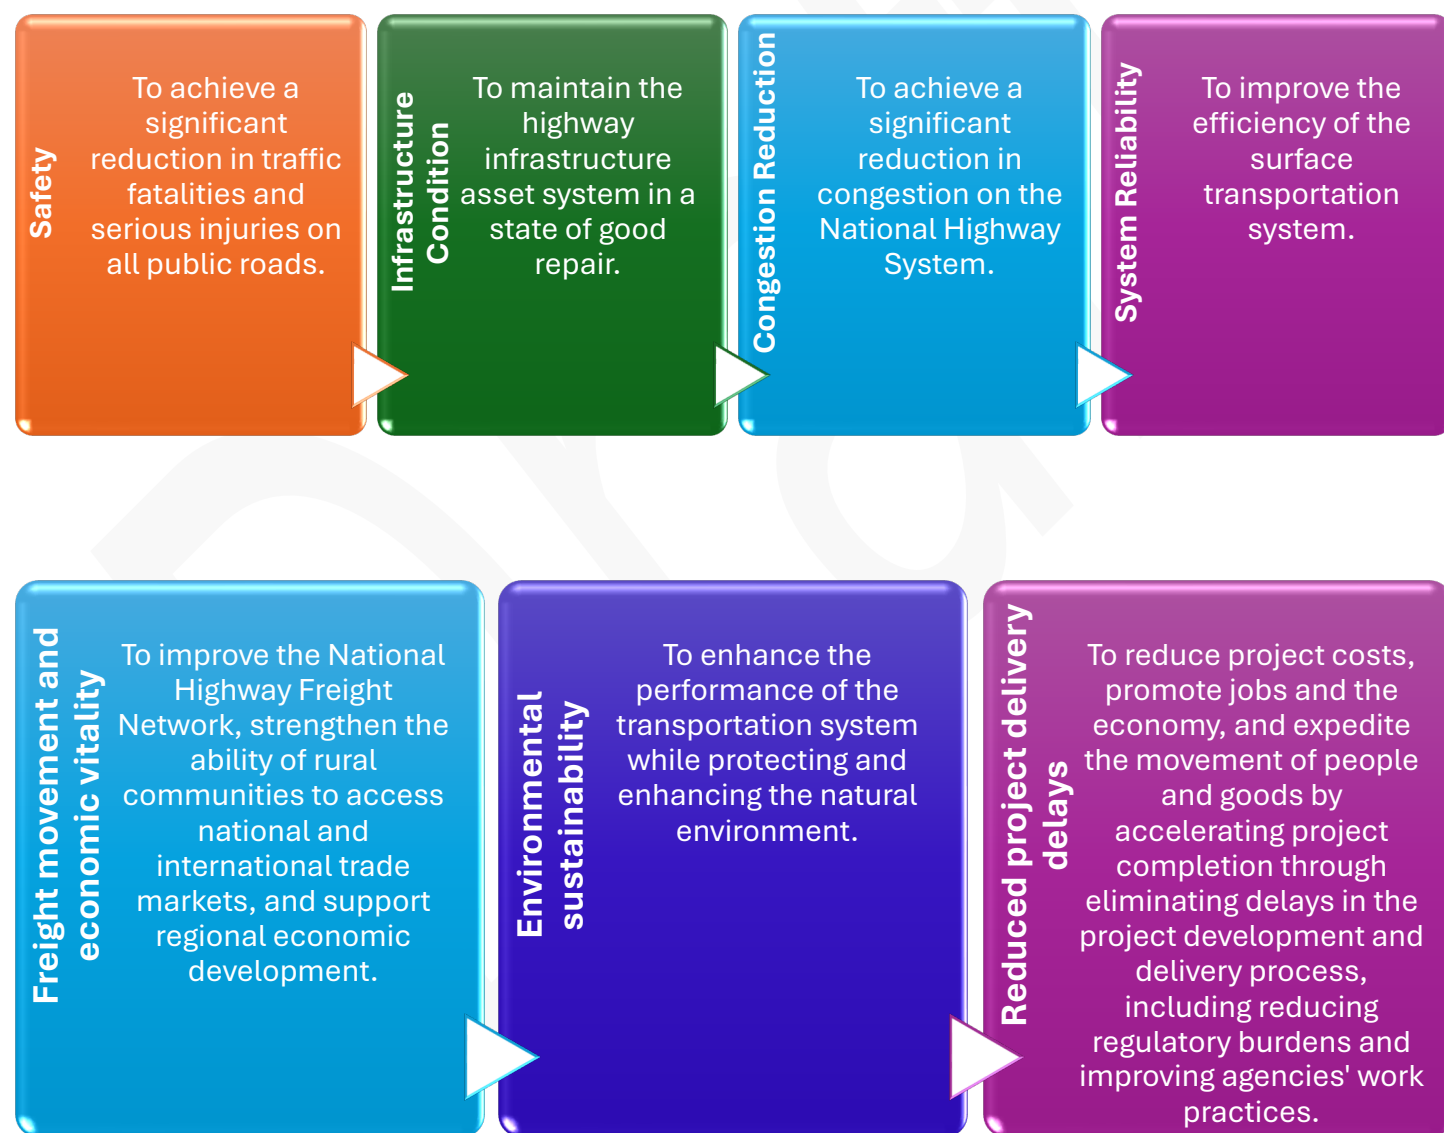 Safety
To achieve a
significant
reduction in traffic
fatalities and
serious injuries on
all public roads.
Infrastructure
Condition
To maintain the
highway
infrastructure
asset system in a
state of good
repair.
Congestion Reduction
To achieve a
significant
reduction in
congestion on the
National Highway
System.
System Reliability
To improve the
efficiency of the
surface
transportation
system.
Freight movement and
economic vitality
To improve the National
Highway Freight
Network, strengthen the
ability of rural
communities to access
national and
international trade
markets, and support
regional economic
development.
Environmental
sustainability
To enhance the
performance of the
transportation system
while protecting and
enhancing the natural
environment.
Reduced project delivery
delays
To reduce project costs,
promote jobs and the
economy, and expedite
the movement of people
and goods by
accelerating project
completion through
eliminating delays in the
project development and
delivery process,
including reducing
regulatory burdens and
improving agencies' work
practices.